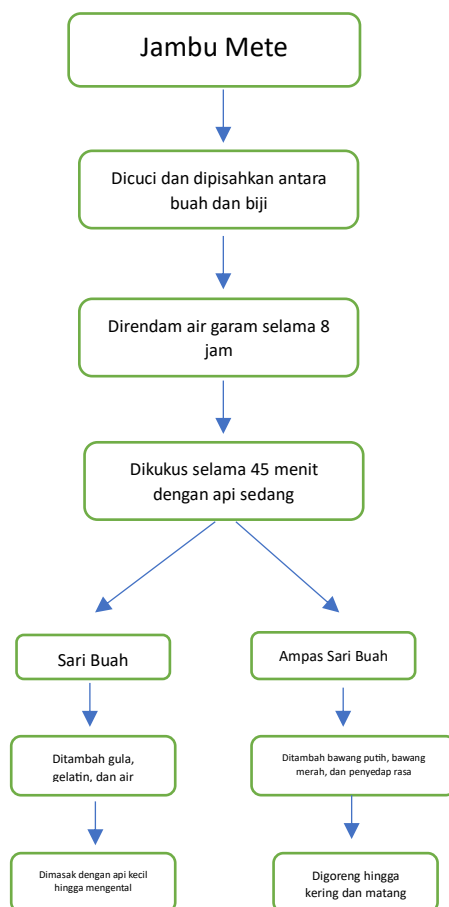 Jambu Mete
Dicuci dan dipisahkan antara
buah dan biji
Direndam air garam selama 8
jam
Dikukus selama 45 menit
dengan api sedang
Sari Buah
Ditambah gula,
gelatin, dan air
Dimasak dengan api kecil
hingga mengental
Ampas Sari Buah
Ditambah bawang putih, bawang
merah, dan penyedap rasa
Digoreng hingga
kering dan matang